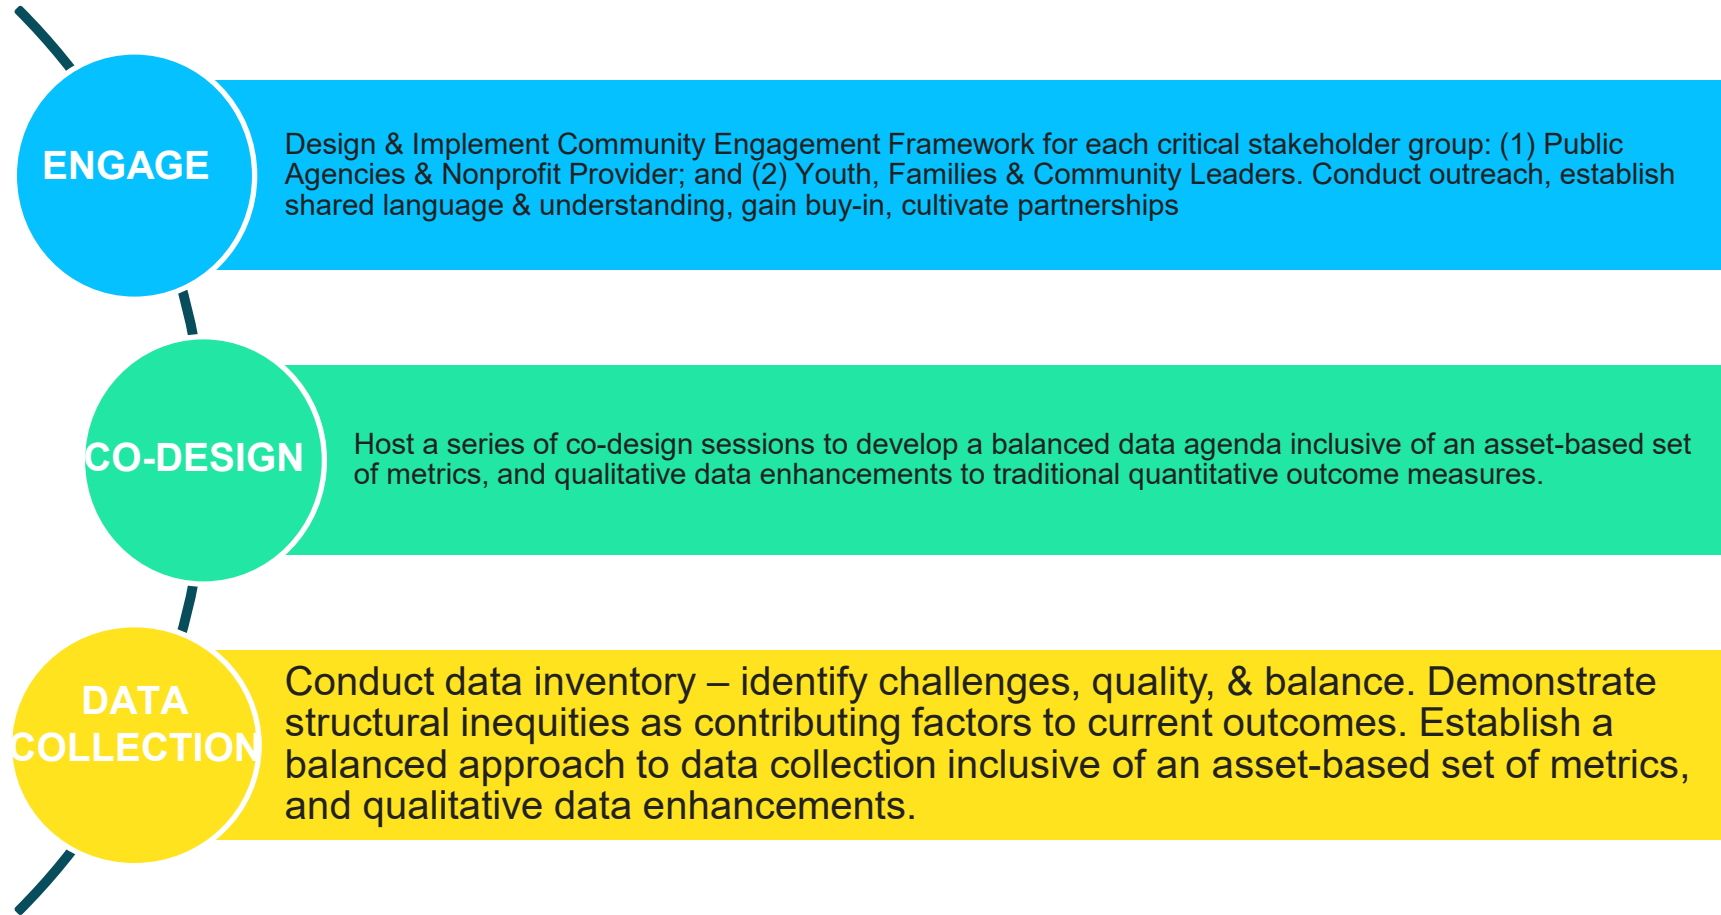 ENGAGE
Design & Implement Community Engagement Framework for each critical stakeholder group: (1) Public
Agencies & Nonprofit Provider; and (2) Youth, Families & Community Leaders. Conduct outreach, establish
shared language & understanding, gain buy-in, cultivate partnerships
CO-DESIGN
Host a series of co-design sessions to develop a balanced data agenda inclusive of an asset-based set
of metrics, and qualitative data enhancements to traditional quantitative outcome measures.
DATA
COLLECTION
Conduct data inventory – identify challenges, quality, & balance. Demonstrate
structural inequities as contributing factors to current outcomes. Establish a
balanced approach to data collection inclusive of an asset-based set of metrics,
and qualitative data enhancements.